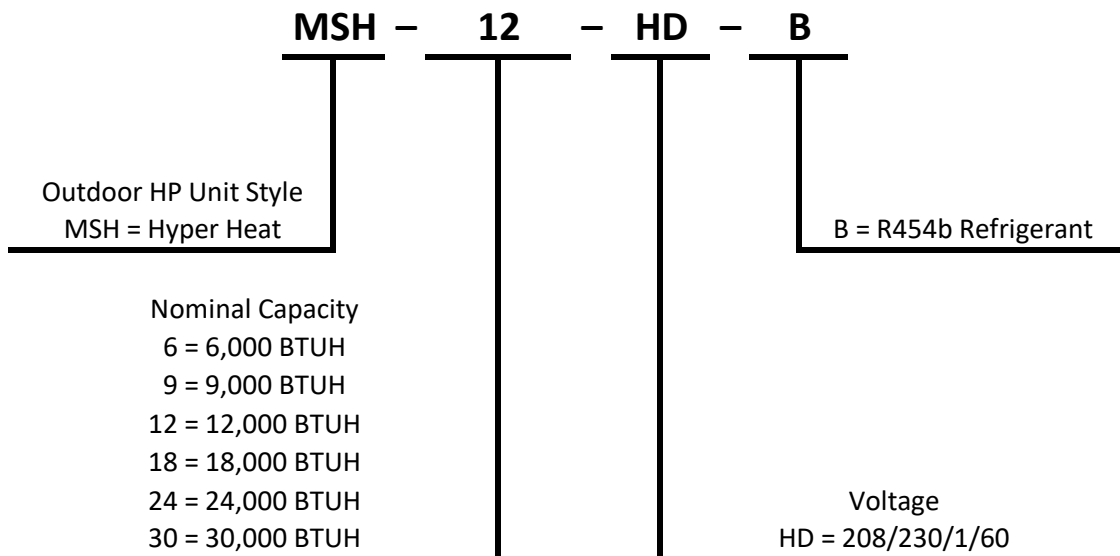 MSH – 12 – HD – B
Outdoor HP Unit Style
MSH = Hyper Heat
B = R454b Refrigerant
Nominal Capacity
6 = 6,000 BTUH
9 = 9,000 BTUH
12 = 12,000 BTUH
18 = 18,000 BTUH
24 = 24,000 BTUH
30 = 30,000 BTUH
Voltage
HD = 208/230/1/60